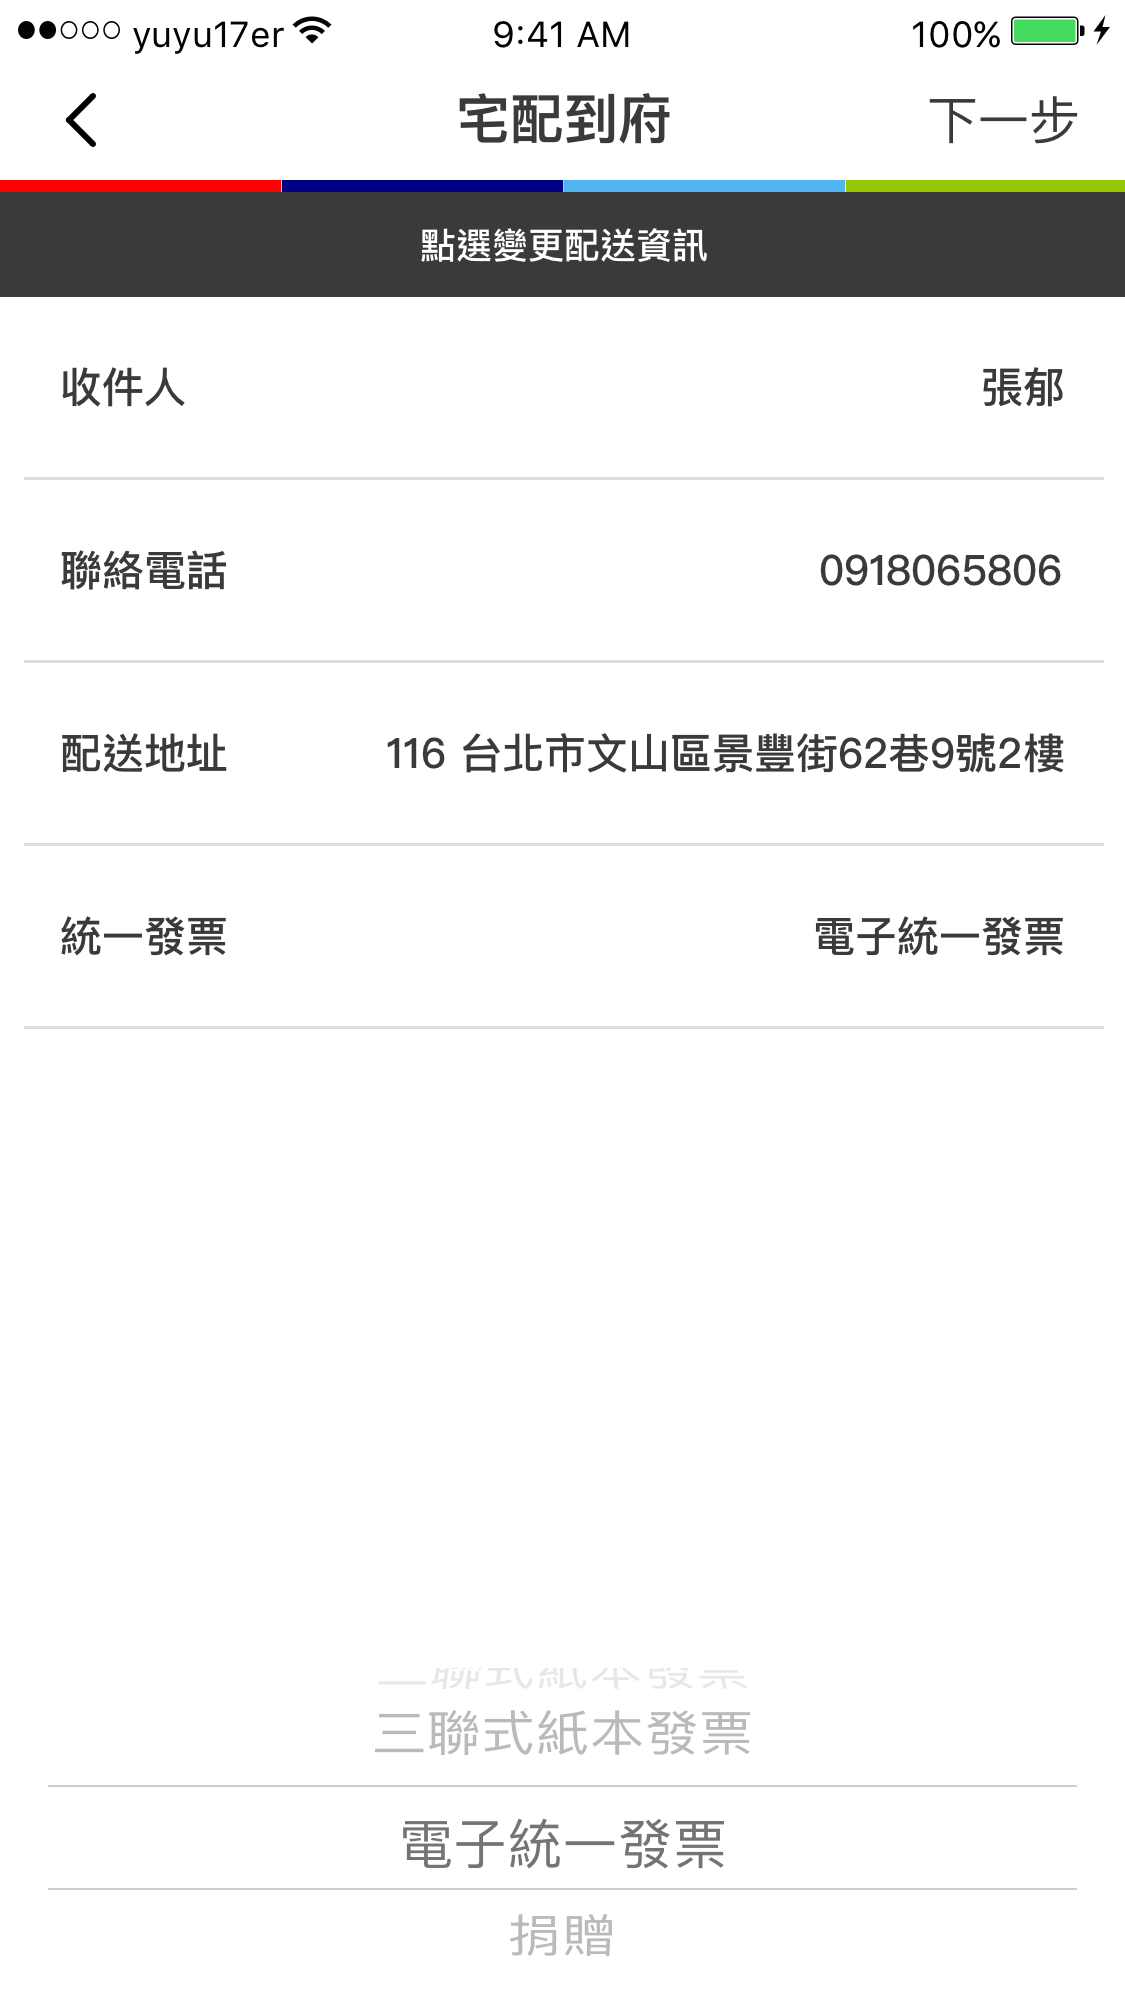 yuyu17er 9:41 AM 100%
宅配到府 下一步
點選變更配送資訊
收件人 張郁
聯絡電話 0918065806
配送地址 116 台北市文山區景豐街62巷9號2樓
統一發票 電子統一發票
三聯式紙本發票
電子統一發票
捐贈